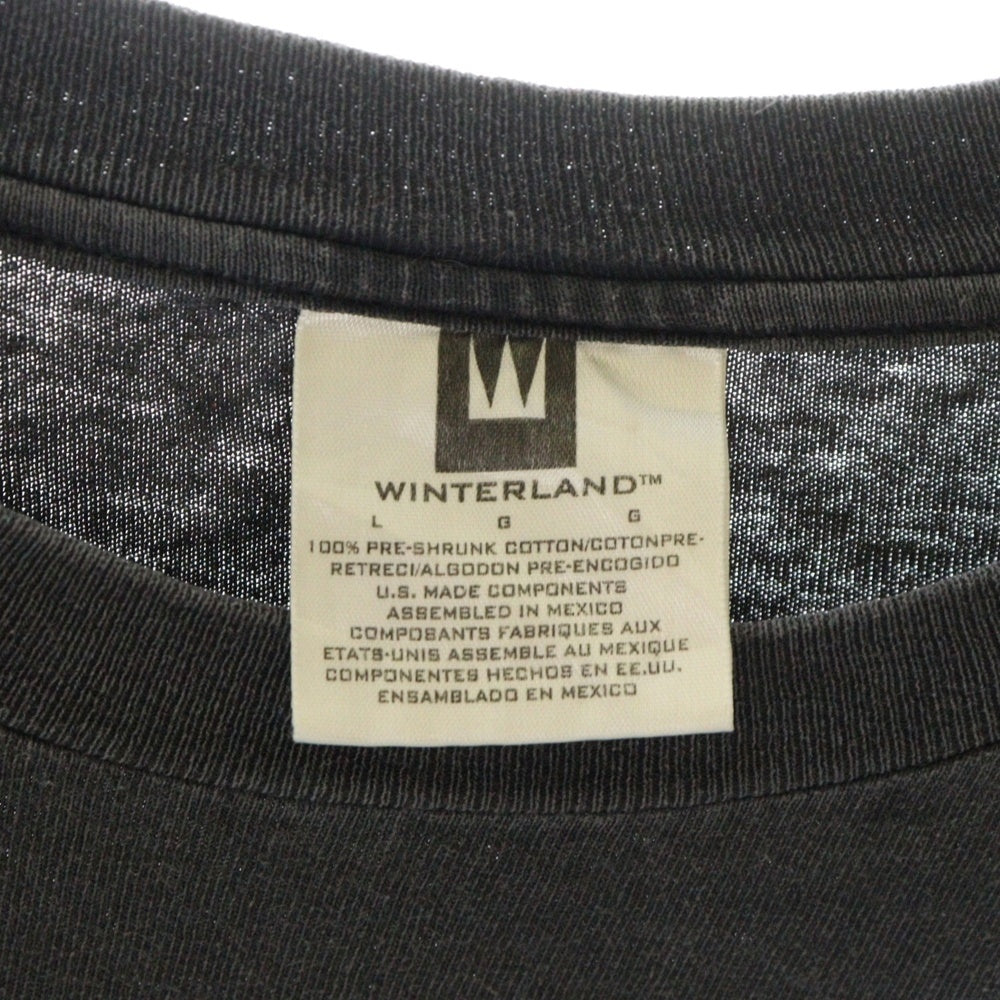 W
WINTERLAND™
L G G
100% PRE-SHRUNK COTTON/COTONPRE-
RETRECI/ALGODON PRE-ENCOGIDO
U.S. MADE COMPONENTS
ASSEMBLED IN MEXICO
COMPOSANTS FABRIQUES AUX
ETATS-UNIS ASSEMBLE AU MEXIQUE
COMPONENTES HECHOS EN EE.UU.
ENSAMBLADO EN MEXICO